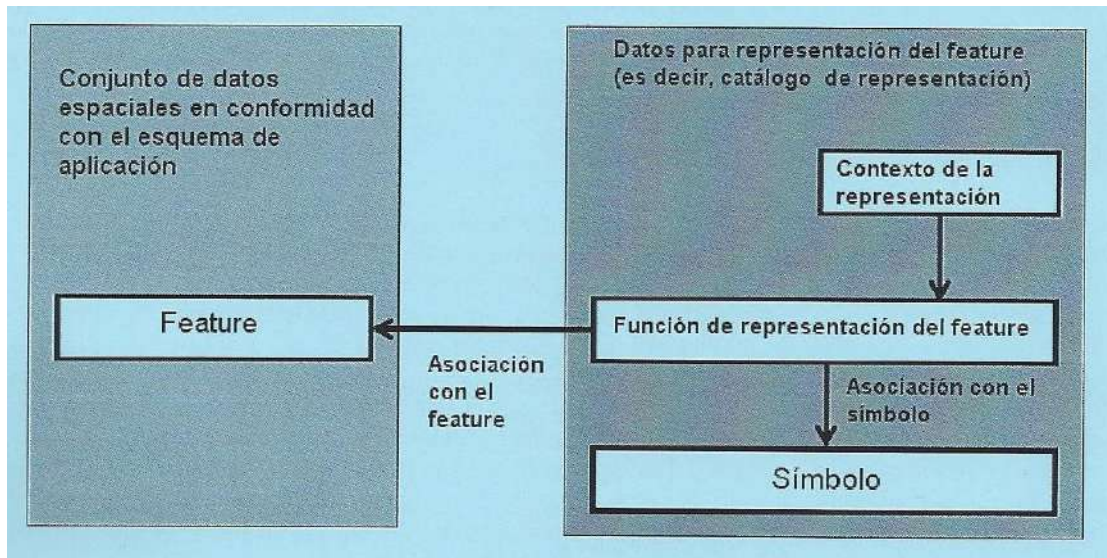 Conjunto de datos
espaciales en conformidad
con el esquema de
aplicación
Feature
Asociación
con el
feature
Datos para representación del feature
(es decir, catálogo de representación)
Contexto de la
representación
Función de representación del feature
Asociación con el
símbolo
Símbolo